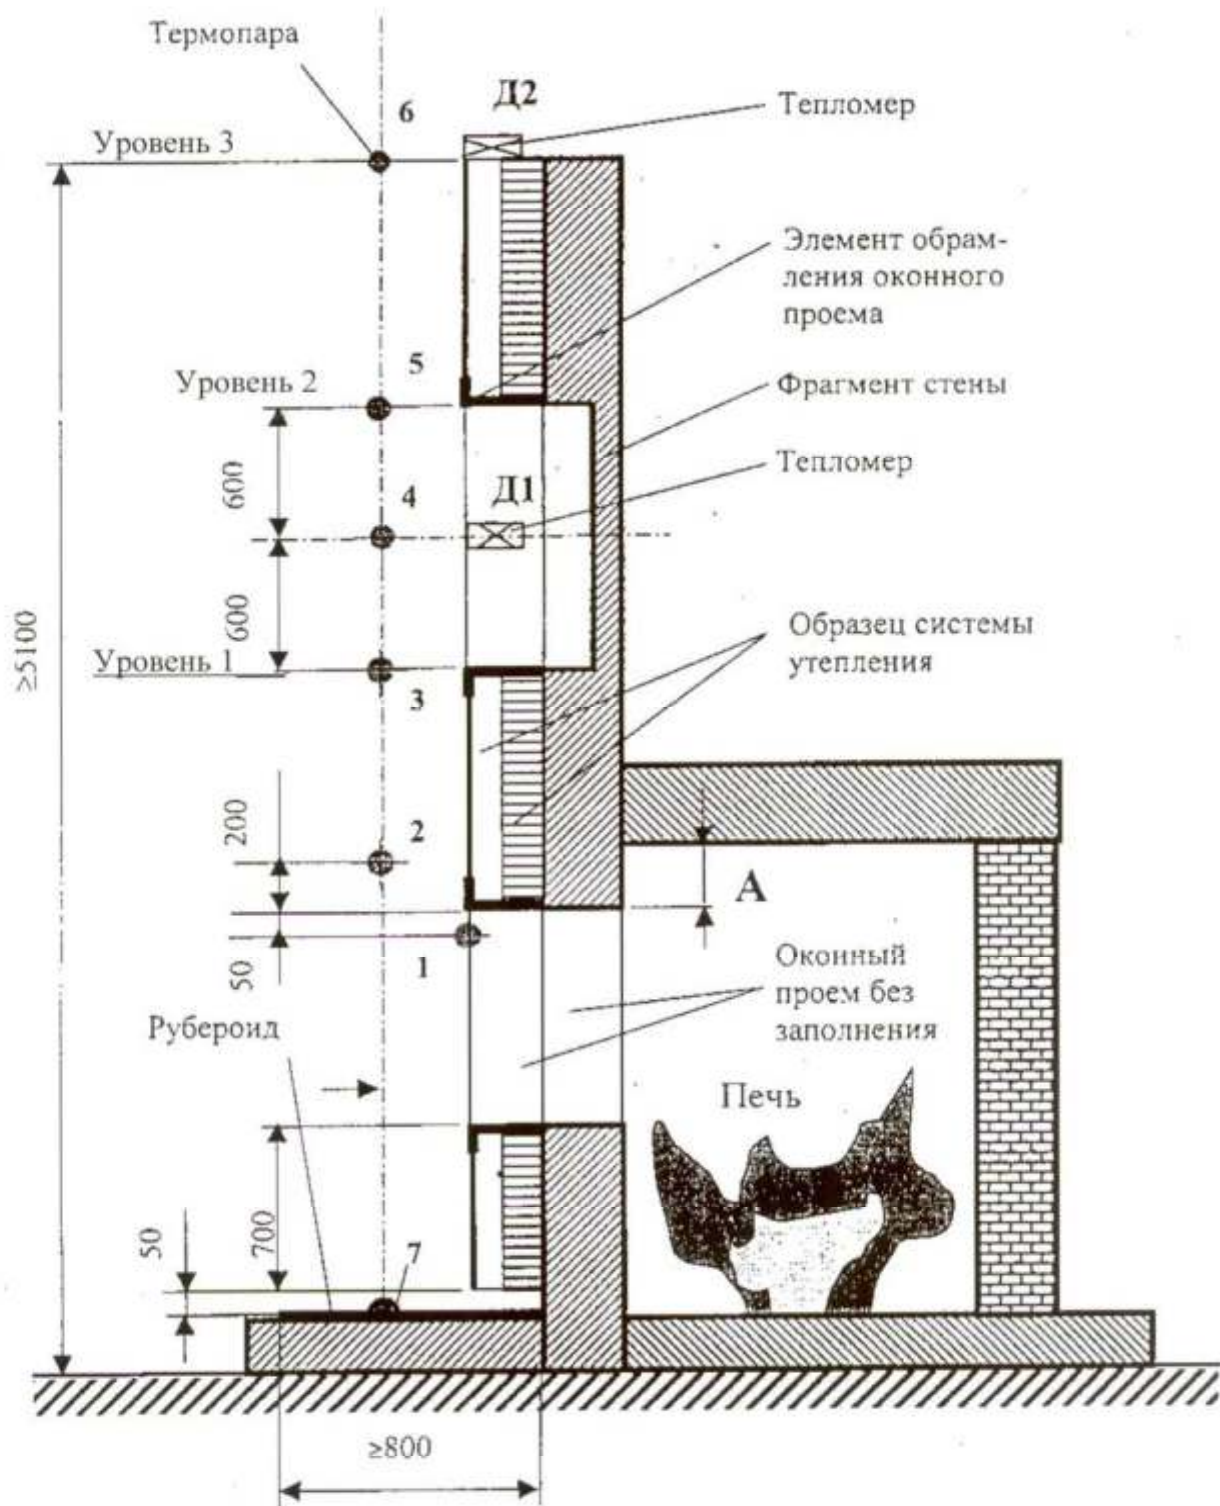 Термопара
6
Д2
Тепломер
Уровень 3
Элемент обрам-
ления оконного
проема
5
Уровень 2
Фрагмент стены
600
4
Д1
Тепломер
600
≥5100
Образец системы
утепления
Уровень 1
3
200
2
А
50
1
Оконный
проем без
заполнения
Рубероид
Печь
700
50
7
≥800